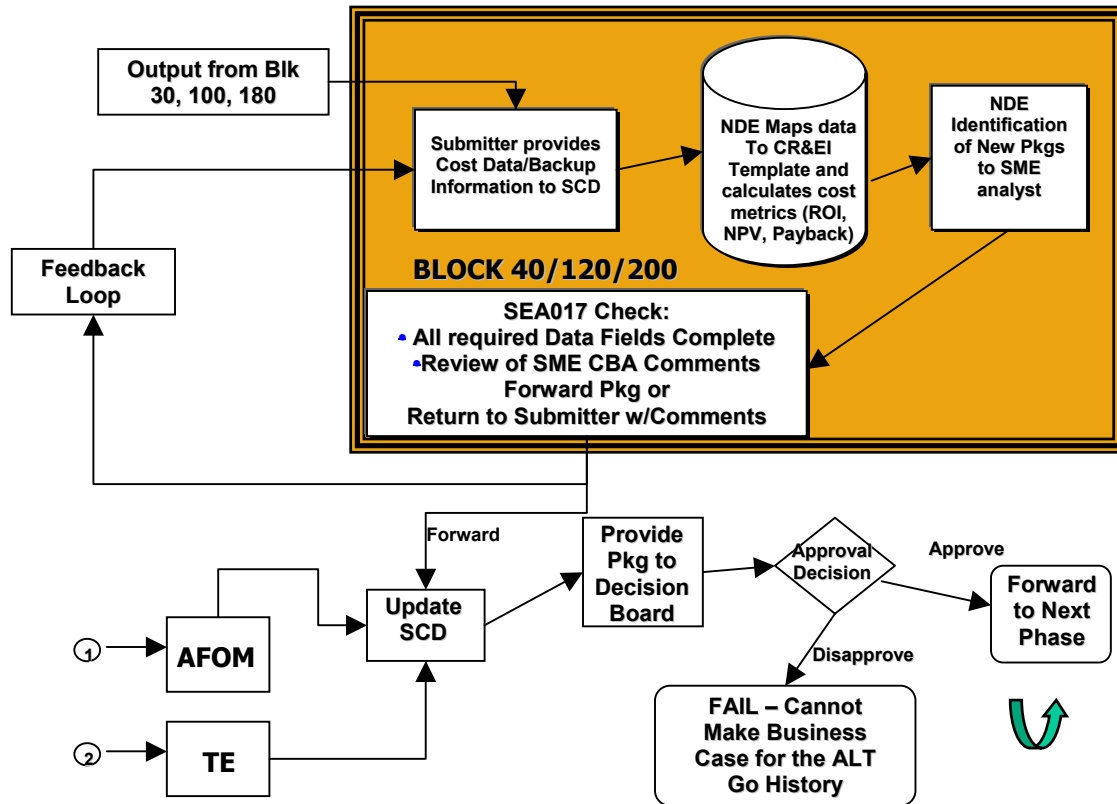 Output from Blk
30, 100, 180
Submitter provides
Cost Data/Backup
Information to SCD
NDE Maps data
To CR&EI
Template and
calculates cost
metrics (ROI,
NPV, Payback)
NDE
Identification
of New Pkgs
to SME
analyst
Feedback
Loop
BLOCK 40/120/200
SEA017 Check:
• All required Data Fields Complete
•Review of SME CBA Comments
Forward Pkg or
Return to Submitter w/Comments
Forward
Provide
Pkg to
Decision
Board
Approval
Decision
Approve
Forward
to Next
Phase
Update
SCD
1
AFOM
Disapprove
2
TE
FAIL – Cannot
Make Business
Case for the ALT
Go History